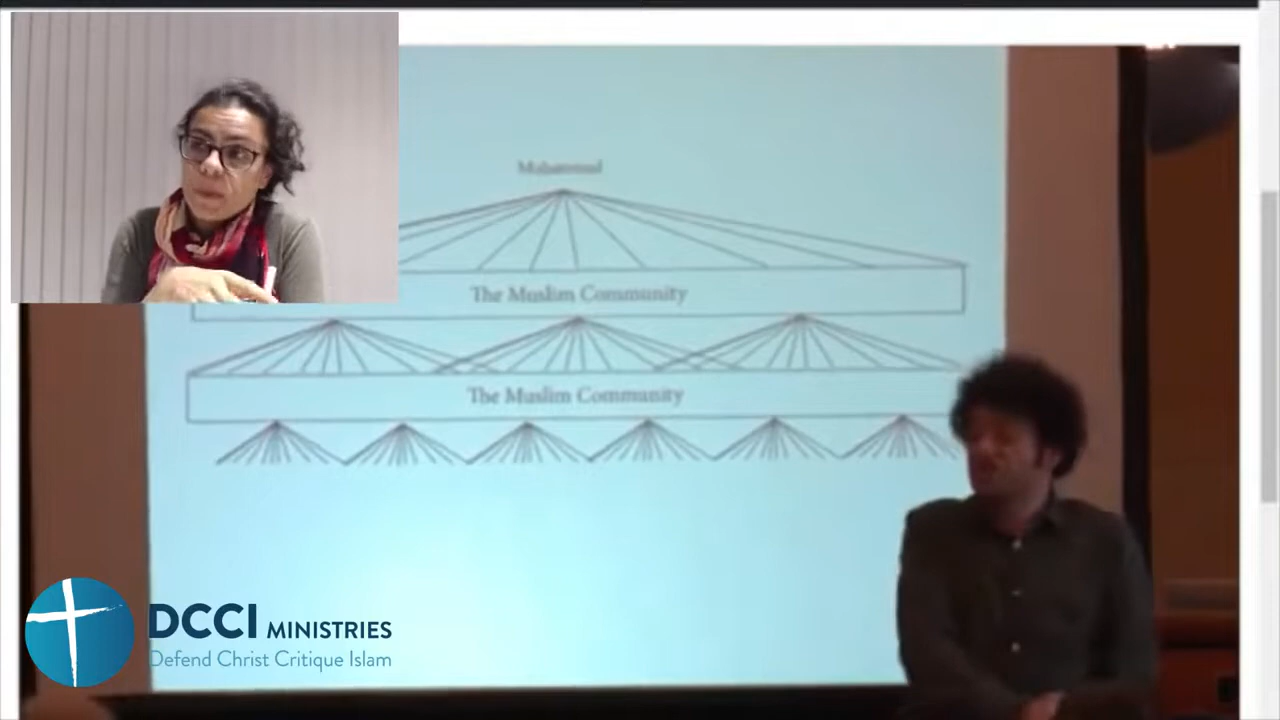 Muhammad
The Muslim Community
The Muslim Community
DCCI MINISTRIES
Defend Christ Critique Islam